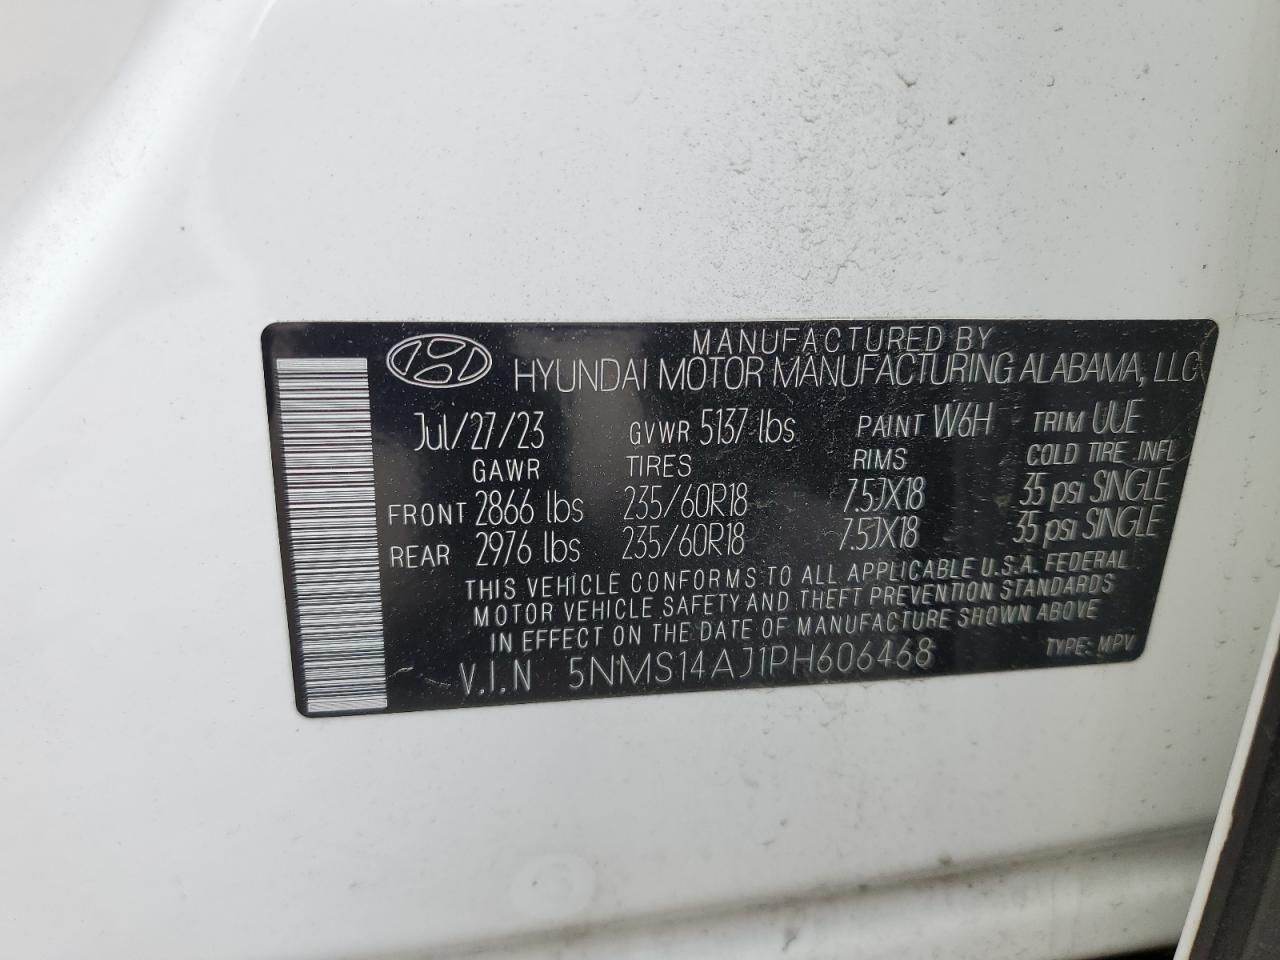 MANUFACTURED BY
HYUNDAI MOTOR MANUFACTURING ALABAMA, LLC
Jul/27/23 GVWR 5137 lbs PAINT W6H TRIM UUE
GAWR TIRES RIMS COLD TIRE INFL
FRONT 2866 lbs 235/60R18 7.5JX18 35 psi SINGLE
REAR 2976 lbs 235/60R18 7.5JX18 35 psi SINGLE
THIS VEHICLE CONFORMS TO ALL APPLICABLE U.S.A. FEDERAL
MOTOR VEHICLE SAFETY AND THEFT PREVENTION STANDARDS
IN EFFECT ON THE DATE OF MANUFACTURE SHOWN ABOVE
V.I.N 5NMS14AJ1PH606468 TYPE: MPV